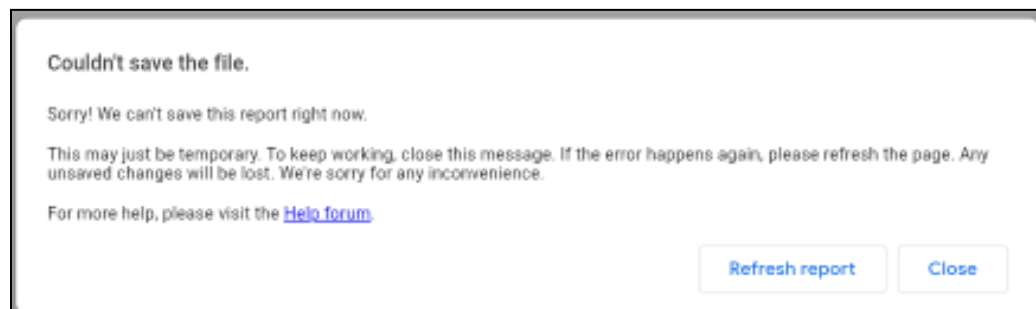 Couldn't save the file.
Sorry! We can't save this report right now.
This may just be temporary. To keep working, close this message. If the error happens again, please refresh the page. Any
unsaved changes will be lost. We're sorry for any inconvenience.
For more help, please visit the Help forum.
Refresh report
Close